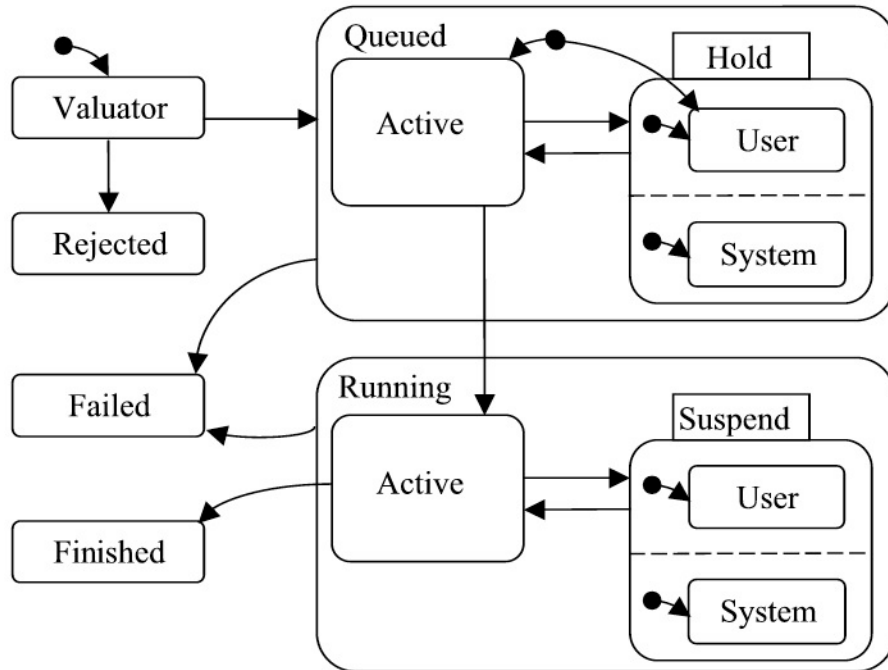 Queued
Hold
Valuator
Active
User
Rejected
System
Failed
Running
Suspend
Active
User
Finished
System